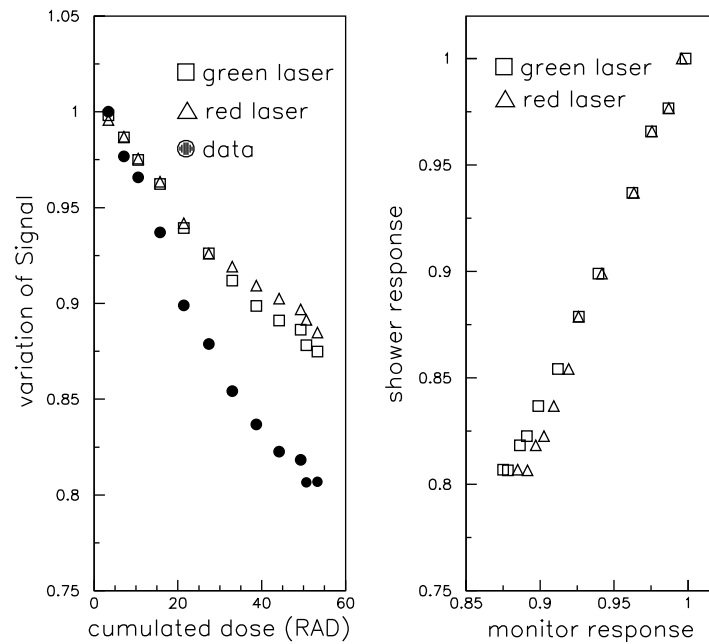 1.05
1
0.95
0.9
0.85
0.8
0.75
0
20
40
60
variation of Signal
cumulated dose (RAD)
green laser
red laser
data
1
0.95
0.9
0.85
0.8
0.75
0.85
0.9
0.95
1
shower response
monitor response
green laser
red laser